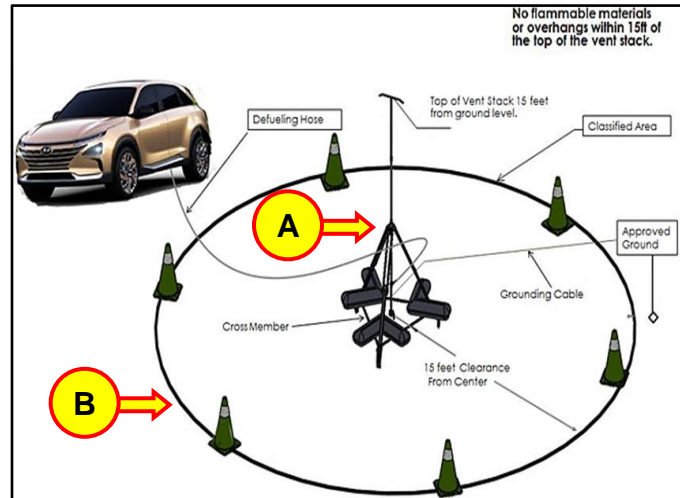 No flammable materials
or overhangs within 15ft of
the top of the vent stack.
Defueling Hose
Top of Vent Stack 15 feet
from ground level.
Classified Area
A
Approved
Ground
Grounding Cable
Cross Member
15 feet Clearance
From Center
B